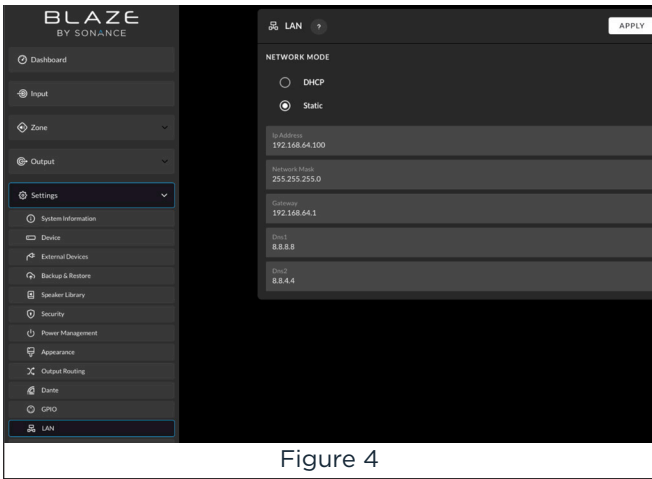 BLAZE
BY SONANCE
Dashboard
Input
Zone
Output
Settings
System Information
Device
External Devices
Backup & Restore
Speaker Library
Security
Power Management
Appearance
Output Routing
Dante
GPIO
LAN
LAN ?
APPLY
NETWORK MODE
DHCP
Static
Ip Address
192.168.64.100
Network Mask
255.255.255.0
Gateway
192.168.64.1
Dns1
8.8.8.8
Dns2
8.8.4.4
Figure 4